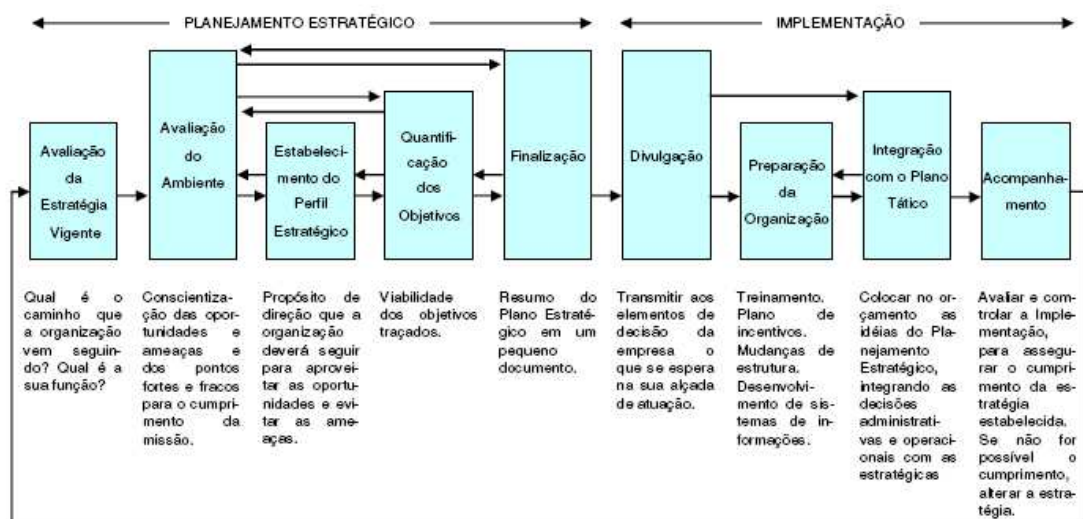 PLANEJAMENTO ESTRATÉGICO
IMPLEMENTAÇÃO
Avaliação
da
Estratégia
Vigente
Avaliação
do
Ambiente
Estabeleci-
mento do
Perfil
Estratégico
Quantifi-
cação
dos
Objetivos
Finalização
Divulgação
Preparação
da
Organização
Integração
com o Plano
Tático
Acompanha-
mento
Qual é o
caminho que
a organização
vem seguin-
do? Qual é a
sua função?
Conscientiza-
ção das opor-
tunidades e
ameaças e
dos pontos
fortes e fracos
para o cumpri-
mento da
missão.
Propósito de
direção que a
organização
deverá seguir
para aprovei-
tar as oportu-
nidades e evi-
tar as ame-
aças.
Viabilidade
dos objetivos
traçados.
Resumo do
Plano Estraté-
gico em um
pequeno
documento.
Transmitir aos
elementos de
decisão da
empresa o
que se espera
na sua alçada
de atuação.
Treinamento.
Plano de
incentivos.
Mudanças de
estrutura.
Desenvolvi-
mento de sis-
temas de in-
formações.
Colocar no or-
çamento as
idéias do Pla-
nejamento
Estratégico,
integrando as
decisões
administrati-
vas e operaci-
onais com as
estratégicas
Avaliar e con-
trolar a Imple-
mentação,
para assegu-
rar o cumpri-
mento da es-
tratégia
estabelecida.
Se não for
possível o
cumprimento,
alterar a estra-
tégia.